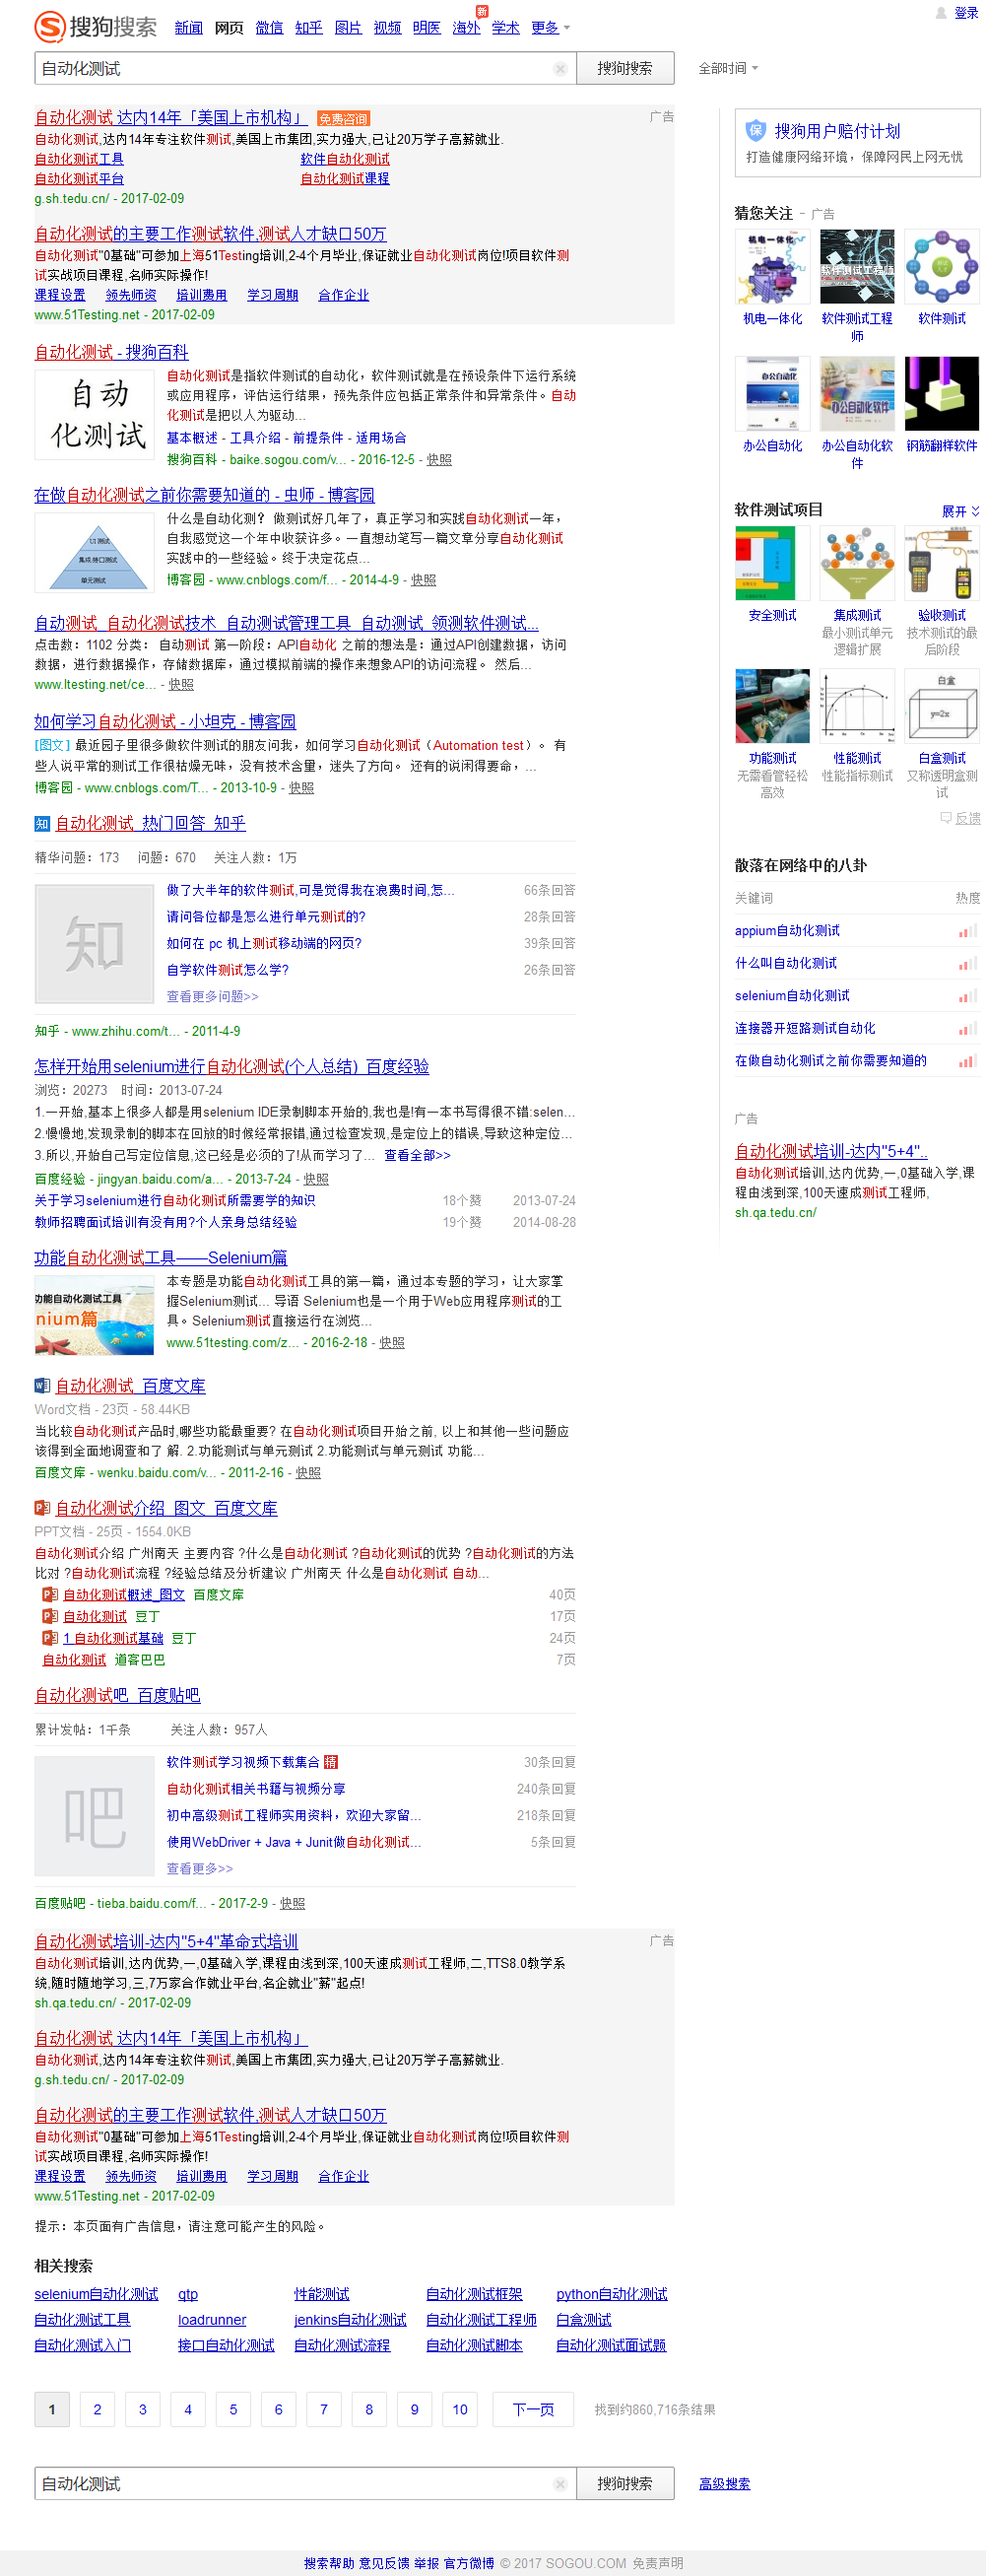 搜狗搜索 新闻 网页 微信 知乎 图片 视频 明医 海外 新 学术 更多 登录
自动化测试 搜狗搜索 全部时间
自动化测试 达内14年「美国上市机构」 免费咨询 广告
自动化测试,达内14年专注软件测试,美国上市集团,实力强大,已让20万学子高薪就业.
自动化测试工具 软件自动化测试
自动化测试平台 自动化测试课程
g.sh.tedu.cn/ - 2017-02-09
自动化测试的主要工作测试软件,测试人才缺口50万
自动化测试"0基础"可参加上海51Testing培训,2-4个月毕业,保证就业自动化测试岗位!项目软件测
试实战项目课程,名师实际操作!
课程设置 领先师资 培训费用 学习周期 合作企业
www.51Testing.net - 2017-02-09
自动化测试 - 搜狗百科
自动
化测试
自动化测试是指软件测试的自动化，软件测试就是在预设条件下运行系统
或应用程序，评估运行结果，预先条件应包括正常条件和异常条件。自动
化测试是把以人为驱动...
基本概述 - 工具介绍 - 前提条件 - 适用场合
搜狗百科 - baike.sogou.com/v... - 2016-12-5 - 快照
在做自动化测试之前你需要知道的 - 虫师 - 博客园
UI 测试
集成/接口测试
单元测试
什么是自动化测？ 做测试好几年了，真正学习和实践自动化测试一年，
自我感觉这一个年中收获许多。一直想动笔写一篇文章分享自动化测试
实践中的一些经验。终于决定花点...
博客园 - www.cnblogs.com/f... - 2014-4-9 - 快照
自动测试_自动化测试技术_自动测试管理工具_自动测试_领测软件测试...
点击数：1102 分类： 自动测试 第一阶段：API自动化 之前的想法是：通过API创建数据，访问
数据，进行数据操作，存储数据库，通过模拟前端的操作来想象API的访问流程。 然后...
www.ltesting.net/ce... - 快照
如何学习自动化测试 - 小坦克 - 博客园
[图文] 最近园子里很多做软件测试的朋友问我，如何学习自动化测试（Automation test）。 有
些人说平常的测试工作很枯燥无味，没有技术含量，迷失了方向。 还有的说闲得要命，...
博客园 - www.cnblogs.com/T... - 2013-10-9 - 快照
知 自动化测试_热门回答_知乎
精华问题：173 问题：670 关注人数：1万
知
做了大半年的软件测试,可是觉得我在浪费时间,怎... 66条回答
请问各位都是怎么进行单元测试的? 28条回答
如何在 pc 机上测试移动端的网页? 39条回答
自学软件测试怎么学? 26条回答
查看更多问题>>
知乎 - www.zhihu.com/t... - 2011-4-9
怎样开始用selenium进行自动化测试(个人总结)_百度经验
浏览：20273 时间：2013-07-24
1.一开始,基本上很多人都是用selenium IDE录制脚本开始的,我也是!有一本书写得很不错:selen...
2.慢慢地,发现录制的脚本在回放的时候经常报错,通过检查发现,是定位上的错误,导致这种定位...
3.所以,开始自己写定位信息,这已经是必须的了!从而学习了... 查看全部>>
百度经验 - jingyan.baidu.com/a... - 2013-7-24 - 快照
关于学习selenium进行自动化测试所需要学的知识 18个赞 2013-07-24
教师招聘面试培训有没有用?个人亲身总结经验 19个赞 2014-08-28
功能自动化测试工具——Selenium篇
功能自动化测试工具
nium篇
本专题是功能自动化测试工具的第一篇，通过本专题的学习，让大家掌
握Selenium测试... 导语 Selenium也是一个用于Web应用程序测试的工
具。Selenium测试直接运行在浏览...
www.51testing.com/z... - 2016-2-18 - 快照
自动化测试_百度文库
Word文档 - 23页 - 58.44KB
当比较自动化测试产品时,哪些功能最重要? 在自动化测试项目开始之前, 以上和其他一些问题应
该得到全面地调查和了 解. 2.功能测试与单元测试 2.功能测试与单元测试 功能...
百度文库 - wenku.baidu.com/v... - 2011-2-16 - 快照
自动化测试介绍_图文_百度文库
PPT文档 - 25页 - 1554.0KB
自动化测试介绍 广州南天 主要内容 ?什么是自动化测试 ?自动化测试的优势 ?自动化测试的方法
比对 ?自动化测试流程 ?经验总结及分析建议 广州南天 什么是自动化测试 自动...
自动化测试概述_图文 百度文库 40页
自动化测试 豆丁 17页
1 自动化测试基础 豆丁 24页
自动化测试 道客巴巴 7页
自动化测试吧_百度贴吧
累计发帖：1千条 关注人数：957人
吧
软件测试学习视频下载集合 精 30条回复
自动化测试相关书籍与视频分享 240条回复
初中高级测试工程师实用资料，欢迎大家留... 218条回复
使用WebDriver + Java + Junit做自动化测试... 5条回复
查看更多>>
百度贴吧 - tieba.baidu.com/f... - 2017-2-9 - 快照
自动化测试培训-达内"5+4"革命式培训 广告
自动化测试培训,达内优势,一,0基础入学,课程由浅到深,100天速成测试工程师,二,TTS8.0教学系
统,随时随地学习,三,7万家合作就业平台,名企就业"薪"起点!
sh.qa.tedu.cn/ - 2017-02-09
自动化测试 达内14年「美国上市机构」
自动化测试,达内14年专注软件测试,美国上市集团,实力强大,已让20万学子高薪就业.
g.sh.tedu.cn/ - 2017-02-09
自动化测试的主要工作测试软件,测试人才缺口50万
自动化测试"0基础"可参加上海51Testing培训,2-4个月毕业,保证就业自动化测试岗位!项目软件测
试实战项目课程,名师实际操作!
课程设置 领先师资 培训费用 学习周期 合作企业
www.51Testing.net - 2017-02-09
提示：本页面有广告信息，请注意可能产生的风险。
相关搜索
selenium自动化测试 qtp 性能测试 自动化测试框架 python自动化测试
自动化测试工具 loadrunner jenkins自动化测试 自动化测试工程师 白盒测试
自动化测试入门 接口自动化测试 自动化测试流程 自动化测试脚本 自动化测试面试题
1 2 3 4 5 6 7 8 9 10 下一页 找到约860,716条结果
自动化测试 搜狗搜索 高级搜索
保 搜狗用户赔付计划
打造健康网络环境，保障网民上网无忧
猜您关注 - 广告
机电一体化
软件测试工程师
机电一体化 软件测试工程 软件测试
师
办公自动化
办公自动化软件
办公自动化 办公自动化软 钢筋翻样软件
件
软件测试项目 展开
安全测试 集成测试 验收测试
最小测试单元 技术测试的最
逻辑扩展 后阶段
白盒
y=2x
功能测试 性能测试 白盒测试
无需看管轻松 性能指标测试 又称透明盒测
高效 试
反馈
散落在网络中的八卦
关键词 热度
appium自动化测试
什么叫自动化测试
selenium自动化测试
连接器开短路测试自动化
在做自动化测试之前你需要知道的
广告
自动化测试培训-达内"5+4"..
自动化测试培训,达内优势,一,0基础入学,课
程由浅到深,100天速成测试工程师,
sh.qa.tedu.cn/
搜索帮助 意见反馈 举报 官方微博 © 2017 SOGOU.COM 免责声明